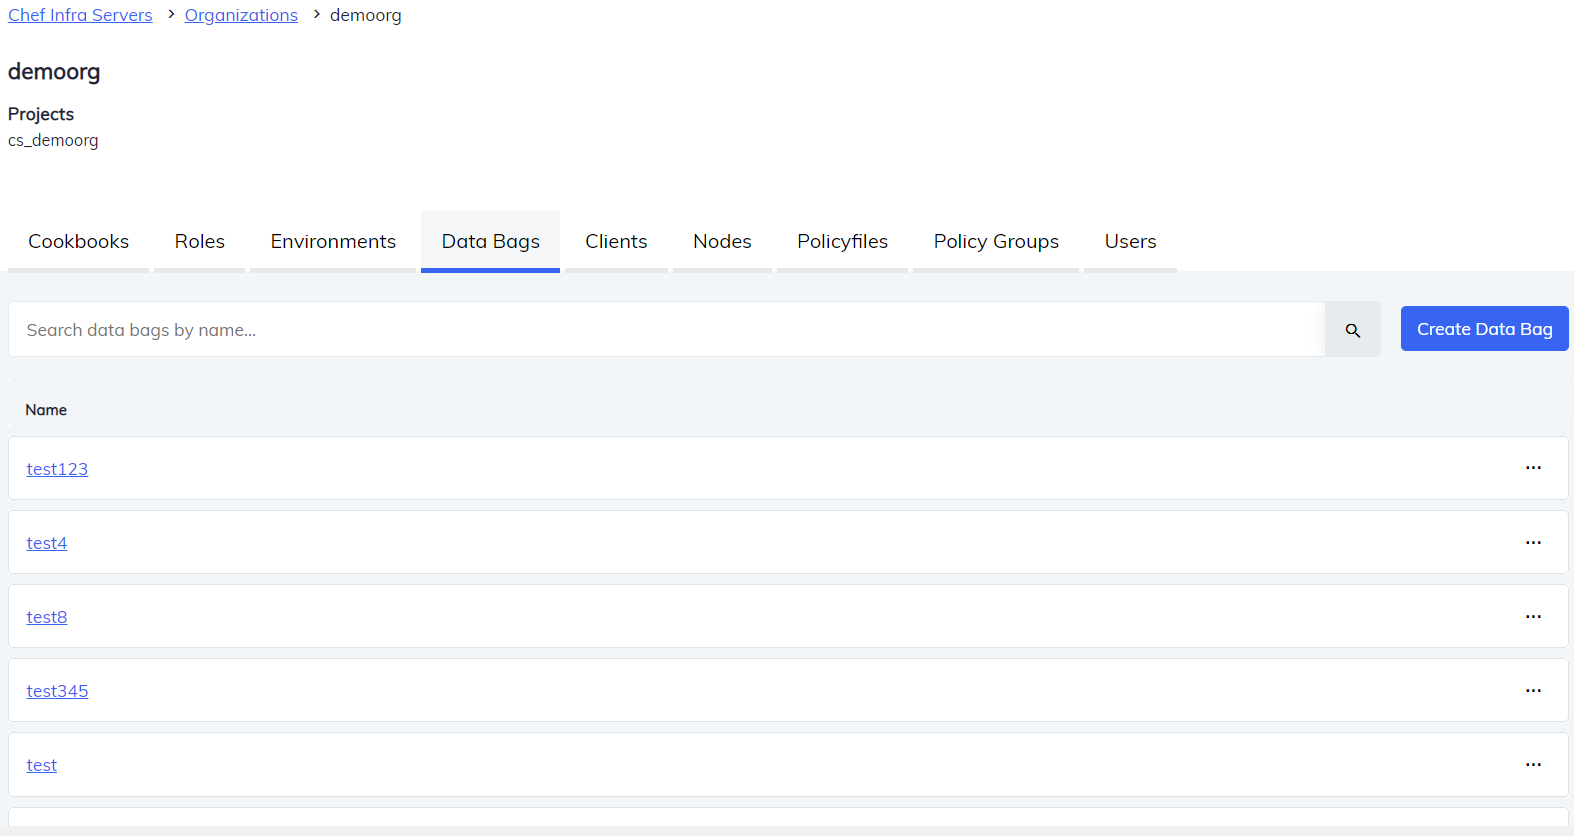 Chef Infra Servers > Organizations > demoorg
demoorg
Projects
cs_demoorg
Cookbooks Roles Environments Data Bags Clients Nodes Policyfiles Policy Groups Users
Search data bags by name...
Create Data Bag
Name
test123 ...
test4 ...
test8 ...
test345 ...
test ...